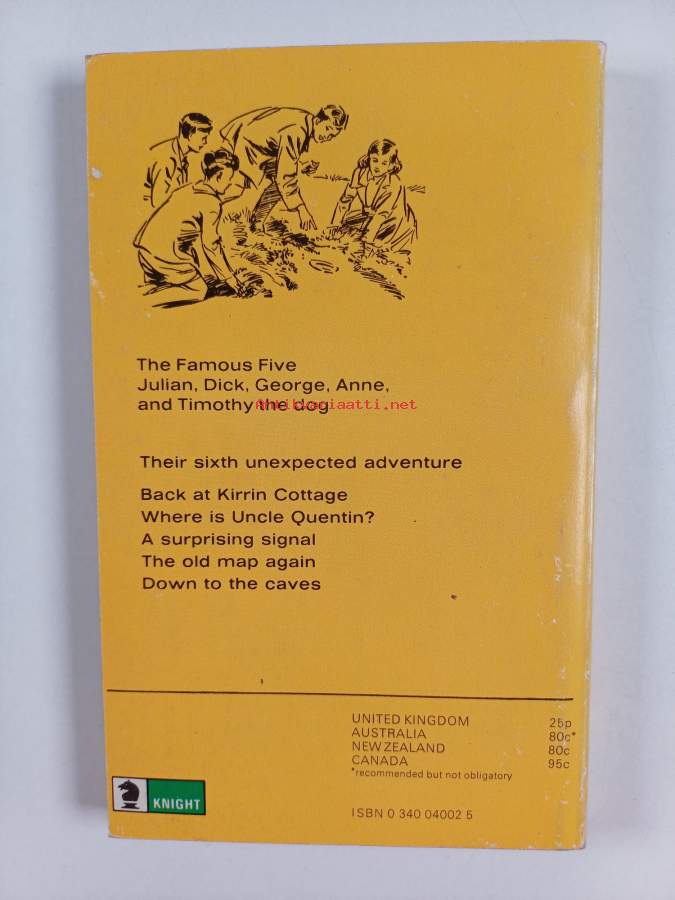 The Famous Five
Julian, Dick, George, Anne,
and Timothy the dog
Antikvariaatti.net
Their sixth unexpected adventure
Back at Kirrin Cottage
Where is Uncle Quentin?
A surprising signal
The old map again
Down to the caves
UNITED KINGDOM 25p
AUSTRALIA 80c*
NEW ZEALAND 80c
CANADA 95c
*recommended but not obligatory
KNIGHT
ISBN 0 340 04002 5